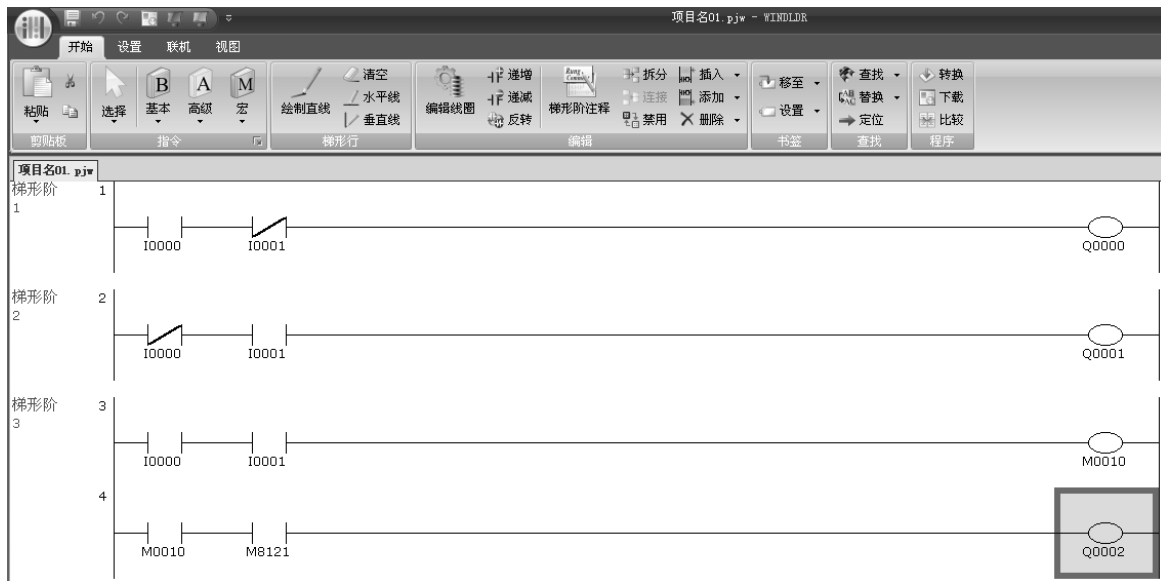 项目名01.pjw - WINDLDR
开始 设置 联机 视图
粘贴 选择 基本 高级 宏 绘制直线 清空 水平线 垂直线 编辑线圈 递增 递减 反转 梯形阶注释 拆分 连接 禁用 插入 添加 删除 移至 设置 查找 替换 定位 转换 下载 比较
剪贴板 指令 梯形行 编辑 书签 查找 程序
项目名01.pjw
梯形阶 1
1
I0000 I0001 Q0000
梯形阶 2
2
I0000 I0001 Q0001
梯形阶 3
3
I0000 I0001 M0010
4
M0010 M8121 Q0002